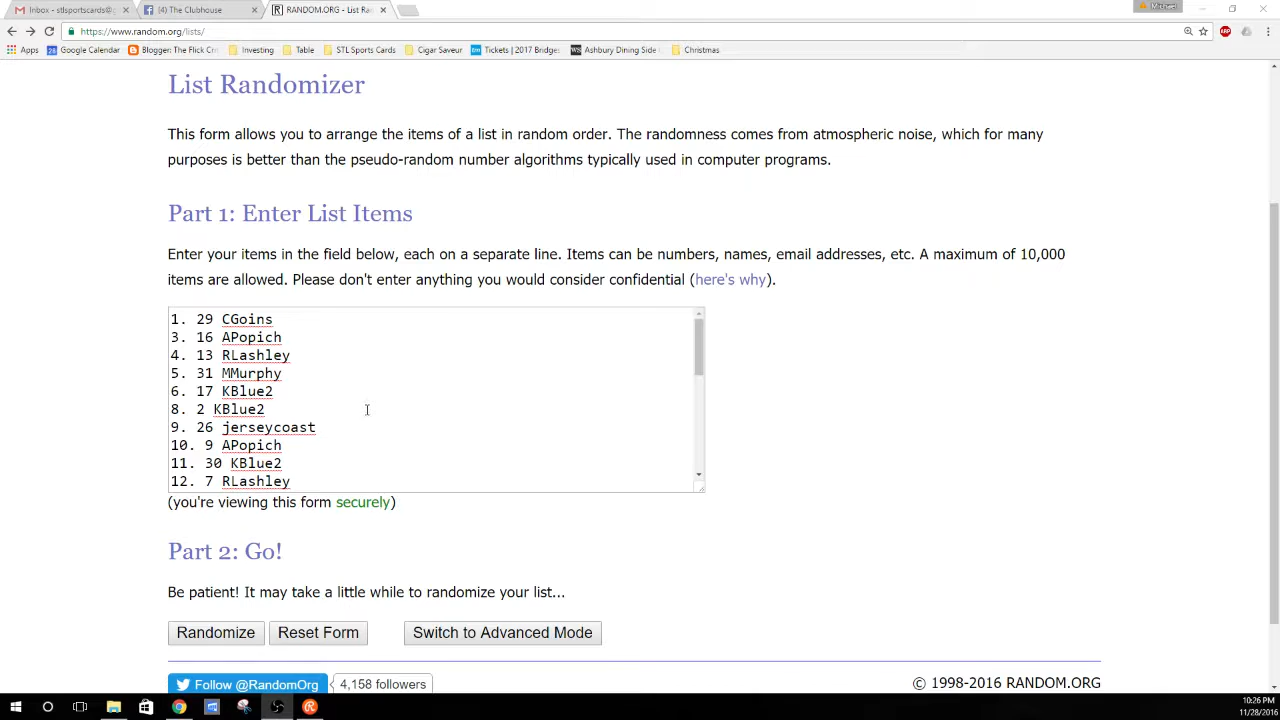 Inbox - stlsportscards@g
(4) The Clubhouse
RANDOM.ORG - List Ra
https://www.random.org/lists/
Apps
Google Calendar
Blogger: The Flick Cr
Investing
Table
STL Sports Cards
Cigar Saveur
Tickets | 2017 Bridge
Ashbury Dining Side
Christmas
List Randomizer
This form allows you to arrange the items of a list in random order. The randomness comes from atmospheric noise, which for many
purposes is better than the pseudo-random number algorithms typically used in computer programs.
Part 1: Enter List Items
Enter your items in the field below, each on a separate line. Items can be numbers, names, email addresses, etc. A maximum of 10,000
items are allowed. Please don't enter anything you would consider confidential (here's why).
1. 29 CGoins
3. 16 APopich
4. 13 RLashley
5. 31 MMurphy
6. 17 KBlue2
8. 2 KBlue2
9. 26 jerseycoast
10. 9 APopich
11. 30 KBlue2
12. 7 RLashley
(you're viewing this form securely)
Part 2: Go!
Be patient! It may take a little while to randomize your list...
Randomize
Reset Form
Switch to Advanced Mode
Follow @RandomOrg
4,158 followers
© 1998-2016 RANDOM.ORG
10:26 PM
11/28/2016